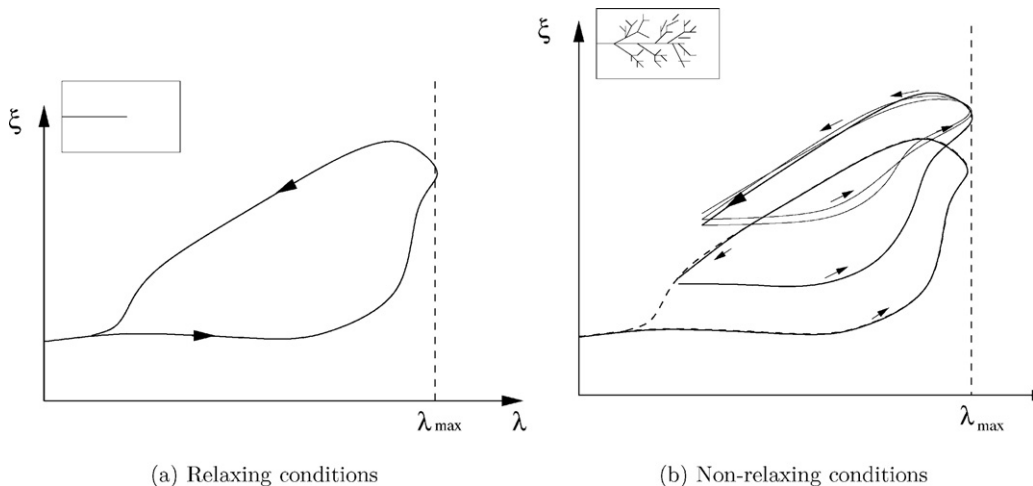 ξ
λmax
λ
(a) Relaxing conditions
ξ
λmax
(b) Non-relaxing conditions